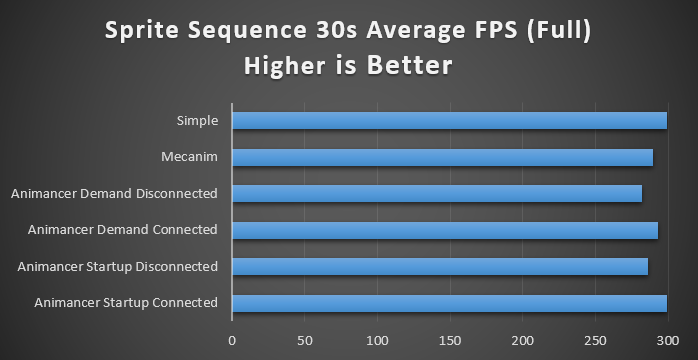 Sprite Sequence 30s Average FPS (Full)
Higher is Better
Simple
Mecanim
Animancer Demand Disconnected
Animancer Demand Connected
Animancer Startup Disconnected
Animancer Startup Connected
0 50 100 150 200 250 300